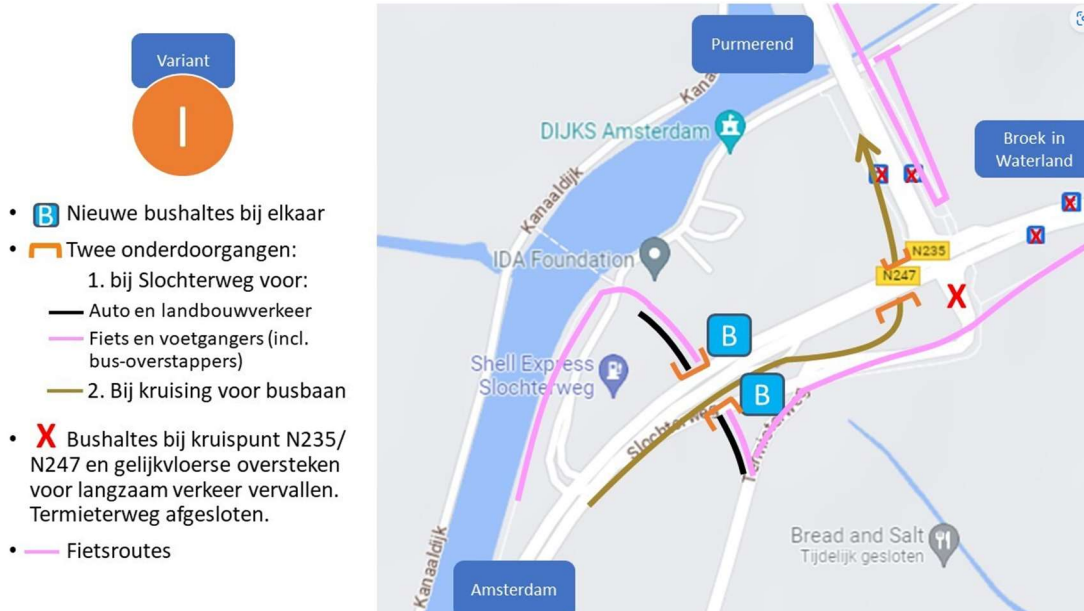 Variant
I
• B Nieuwe bushaltes bij elkaar
• Twee onderdoorgangen:
1. bij Slochterweg voor:
Auto en landbouwverkeer
Fiets en voetgangers (incl.
bus-overstappers)
2. Bij kruising voor busbaan
• X Bushaltes bij kruispunt N235/
N247 en gelijkvloerse oversteken
voor langzaam verkeer vervallen.
Termieterweg afgesloten.
• Fietsroutes
Purmerend
Kanaa
DIJKS Amsterdam
Broek in
Waterland
X
X
X
X
Kanaaldijk
Kanaaldijk
IDA Foundation
N235
N247
X
B
Shell Express
Slochterweg
B
Slochterweg
Termieterweg
Kanaaldijk
Bread and Salt
Tijdelijk gesloten
Amsterdam